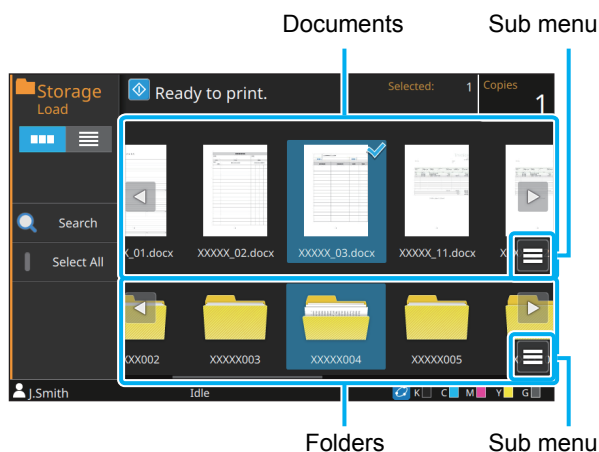 Documents
Sub menu
Storage
Load
Ready to print.
Selected: 1
Copies
1
Search
Select All
X_01.docx
XXXXX_02.docx
XXXXX_03.docx
XXXXX_11.docx
XXX002
XXXXX003
XXXXX004
XXXXX005
J.Smith
Idle
K C M Y G
Folders
Sub menu